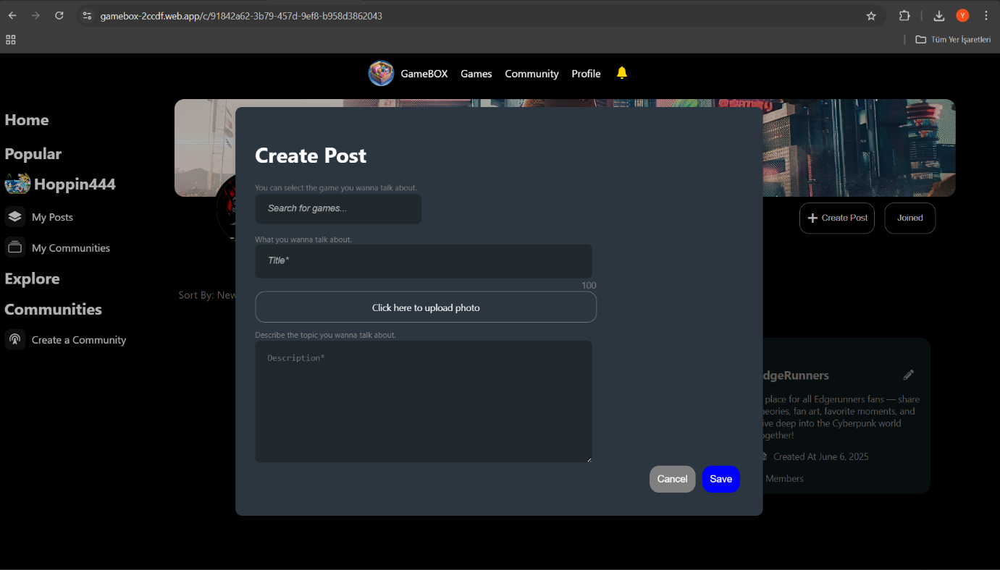 gamebox-2ccdf.web.app/c/91842a62-3b79-457d-9ef8-b958d3862043
Y
Tüm Yer İşaretleri
GameBOX Games Community Profile
Home
Popular
Hoppin444
My Posts
My Communities
Explore
Communities
Create a Community
Create Post
Joined
Sort By: New
Create Post
You can select the game you wanna talk about.
Search for games...
What you wanna talk about.
Title*
100
Click here to upload photo
Describe the topic you wanna talk about.
Description*
Cancel
Save
dgeRunners
place for all Edgerunners fans — share
eories, fan art, favorite moments, and
ive deep into the Cyberpunk world
ogether!
Created At June 6, 2025
Members